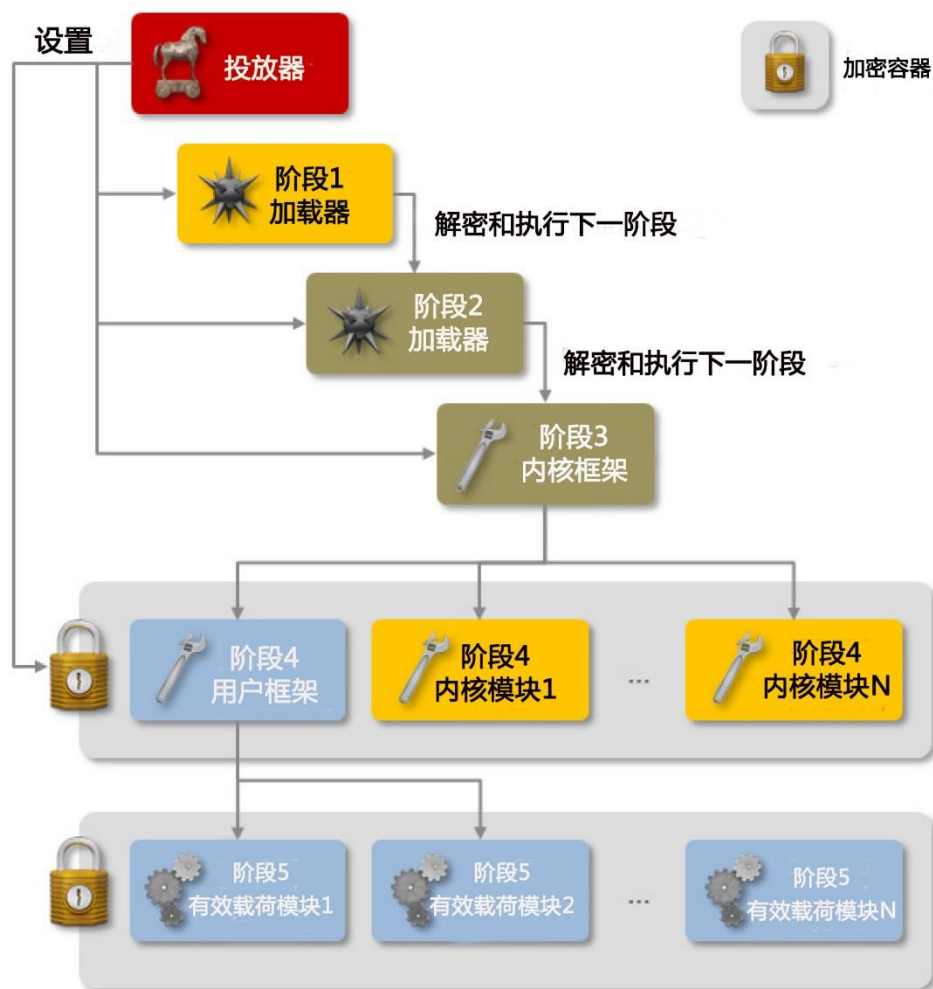 设置
投放器
加密容器
阶段1
加载器
解密和执行下一阶段
阶段2
加载器
解密和执行下一阶段
阶段3
内核框架
阶段4
用户框架
阶段4
内核模块1
...
阶段4
内核模块N
阶段5
有效载荷模块1
阶段5
有效载荷模块2
...
阶段5
有效载荷模块N